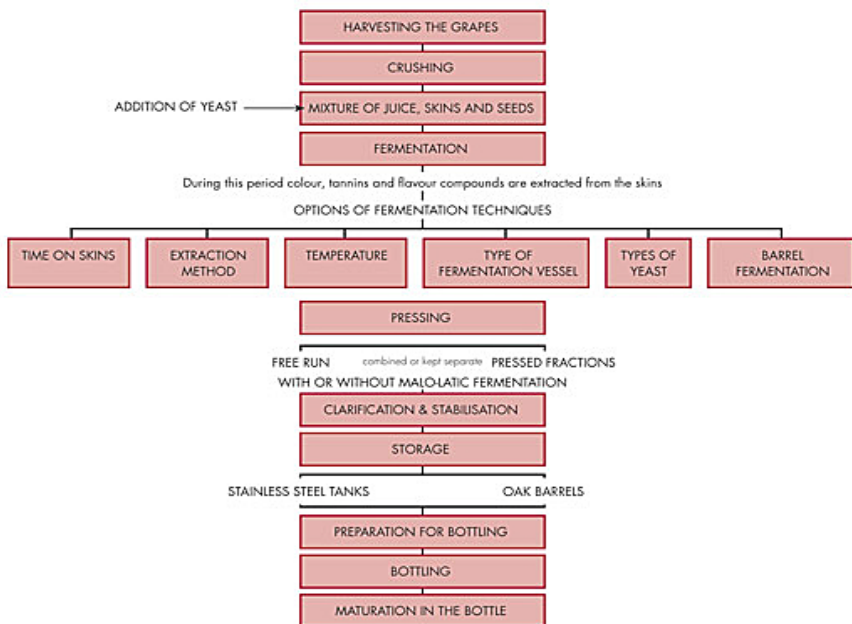 HARVESTING THE GRAPES
CRUSHING
ADDITION OF YEAST
MIXTURE OF JUICE, SKINS AND SEEDS
FERMENTATION
During this period colour, tannins and flavour compounds are extracted from the skins
OPTIONS OF FERMENTATION TECHNIQUES
TIME ON SKINS
EXTRACTION
METHOD
TEMPERATURE
TYPE OF
FERMENTATION VESSEL
TYPES OF
YEAST
BARREL
FERMENTATION
PRESSING
FREE RUN
combined or kept separate
PRESSED FRACTIONS
WITH OR WITHOUT MALO-LATIC FERMENTATION
CLARIFICATION & STABILISATION
STORAGE
STAINLESS STEEL TANKS
OAK BARRELS
PREPARATION FOR BOTTLING
BOTTLING
MATURATION IN THE BOTTLE